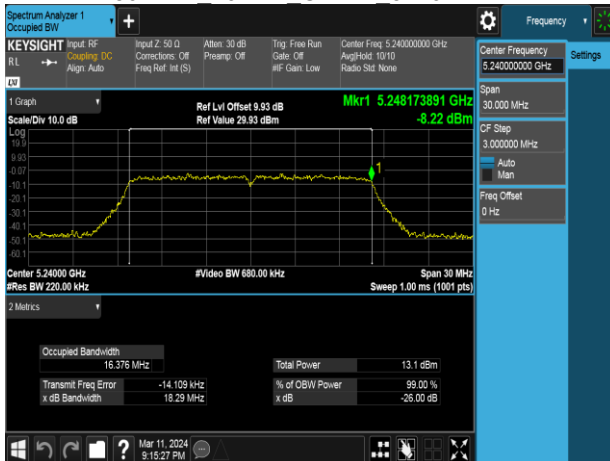 Spectrum Analyzer 1
Occupied BW
+
Frequency
KEYSIGHT
RL
LXI
Input: RF
Coupling: DC
Align: Auto
Input Z: 50 Ω
Corrections: Off
Freq Ref: Int (S)
Atten: 30 dB
Preamp: Off
Trig: Free Run
Gate: Off
#IF Gain: Low
Center Freq: 5.240000000 GHz
Avg|Hold: 10/10
Radio Std: None
Center Frequency
5.240000000 GHz
Settings
Span
30.000 MHz
CF Step
3.000000 MHz
Auto
Man
Freq Offset
0 Hz
1 Graph
Scale/Div 10.0 dB
Ref Lvl Offset 9.93 dB
Ref Value 29.93 dBm
Mkr1 5.248173891 GHz
-8.22 dBm
Log
19.9
9.93
-0.07
-10.1
-20.1
-30.1
-40.1
-50.1
-60.1
1
Center 5.24000 GHz
#Res BW 220.00 kHz
#Video BW 680.00 kHz
Span 30 MHz
Sweep 1.00 ms (1001 pts)
2 Metrics
Occupied Bandwidth
16.376 MHz
Total Power 13.1 dBm
Transmit Freq Error -14.109 kHz
% of OBW Power 99.00 %
x dB Bandwidth 18.29 MHz
x dB -26.00 dB
?
Mar 11, 2024
9:15:27 PM